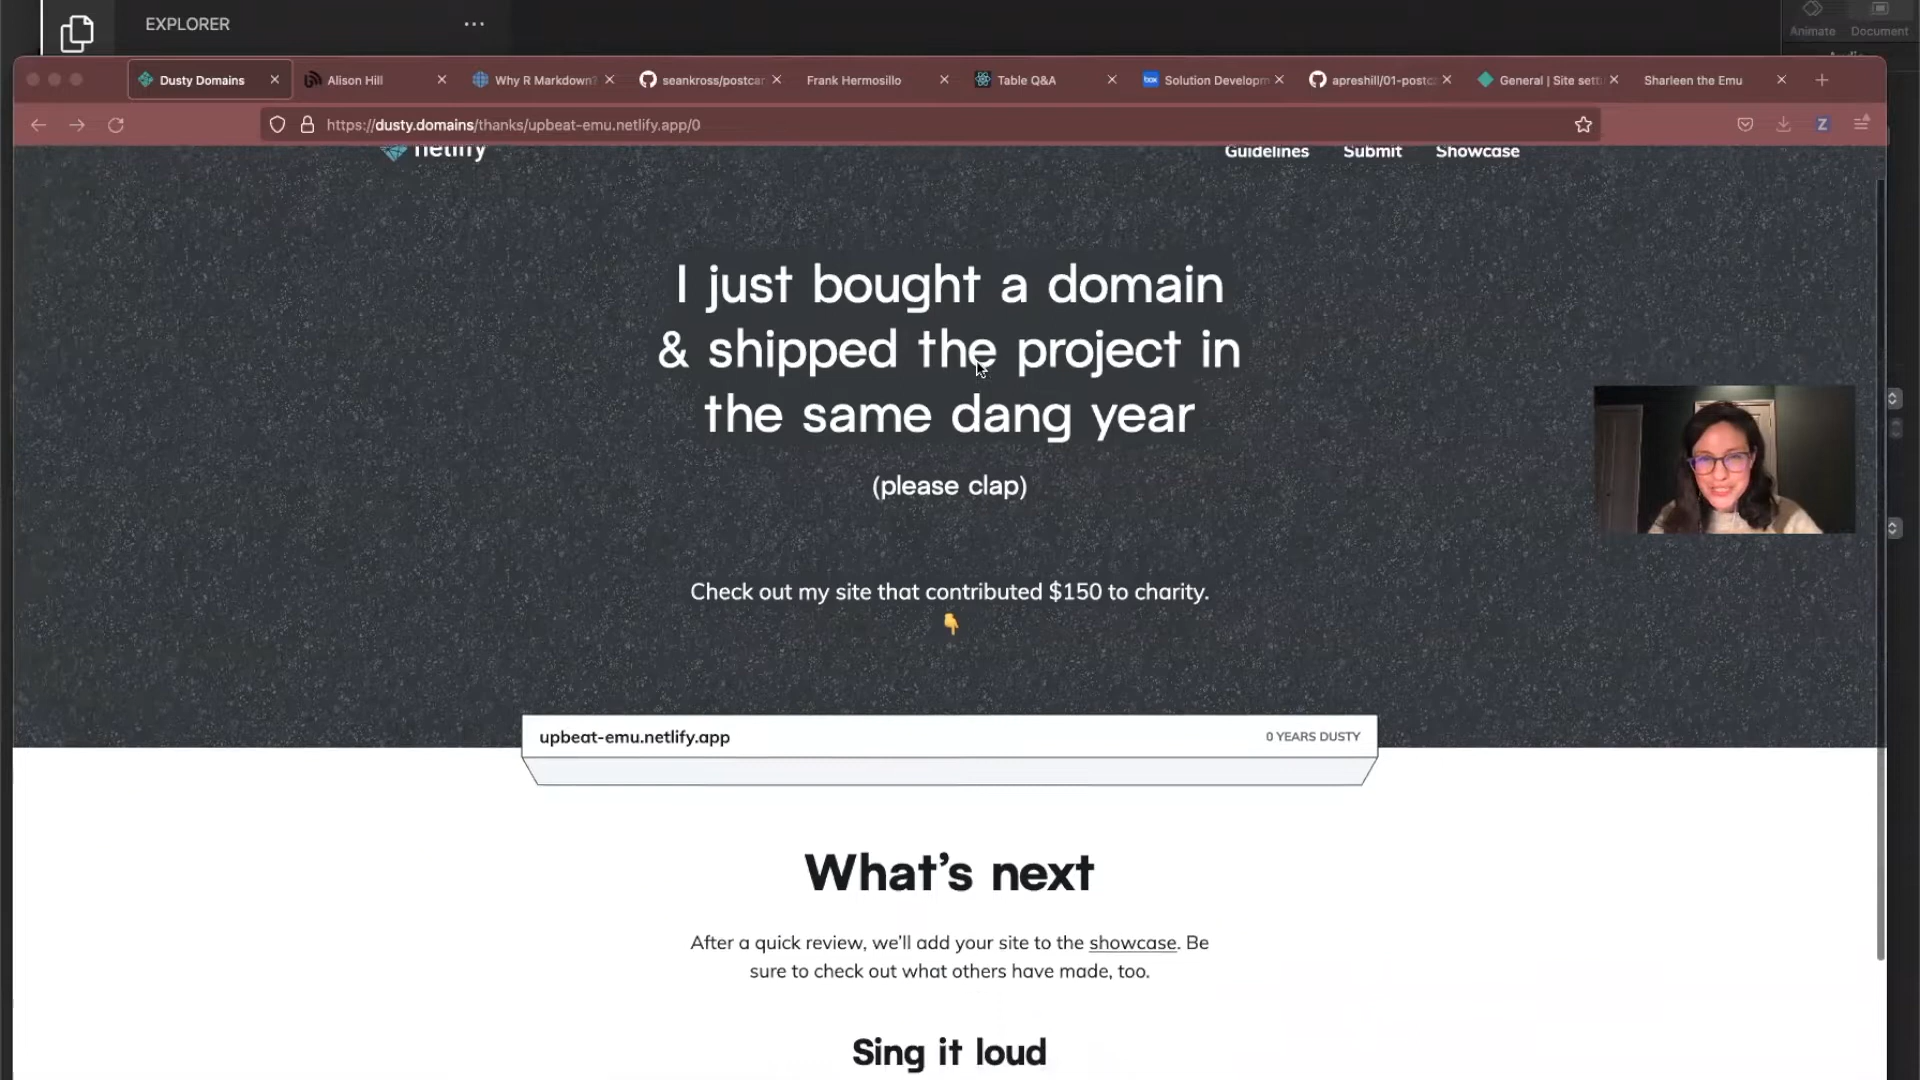 EXPLORER
Animate Document
Dusty Domains
Alison Hill
Why R Markdown?
seankross/postcar
Frank Hermosillo
Table Q&A
box
Solution Developm
apreshill/01-postc
General | Site sett
Sharleen the Emu
https://dusty.domains/thanks/upbeat-emu.netlify.app/0
Z
netlify
Guidelines Submit Showcase
I just bought a domain
& shipped the project in
the same dang year
(please clap)
Check out my site that contributed $150 to charity.
👇
upbeat-emu.netlify.app
0 YEARS DUSTY
What's next
After a quick review, we'll add your site to the showcase. Be
sure to check out what others have made, too.
Sing it loud